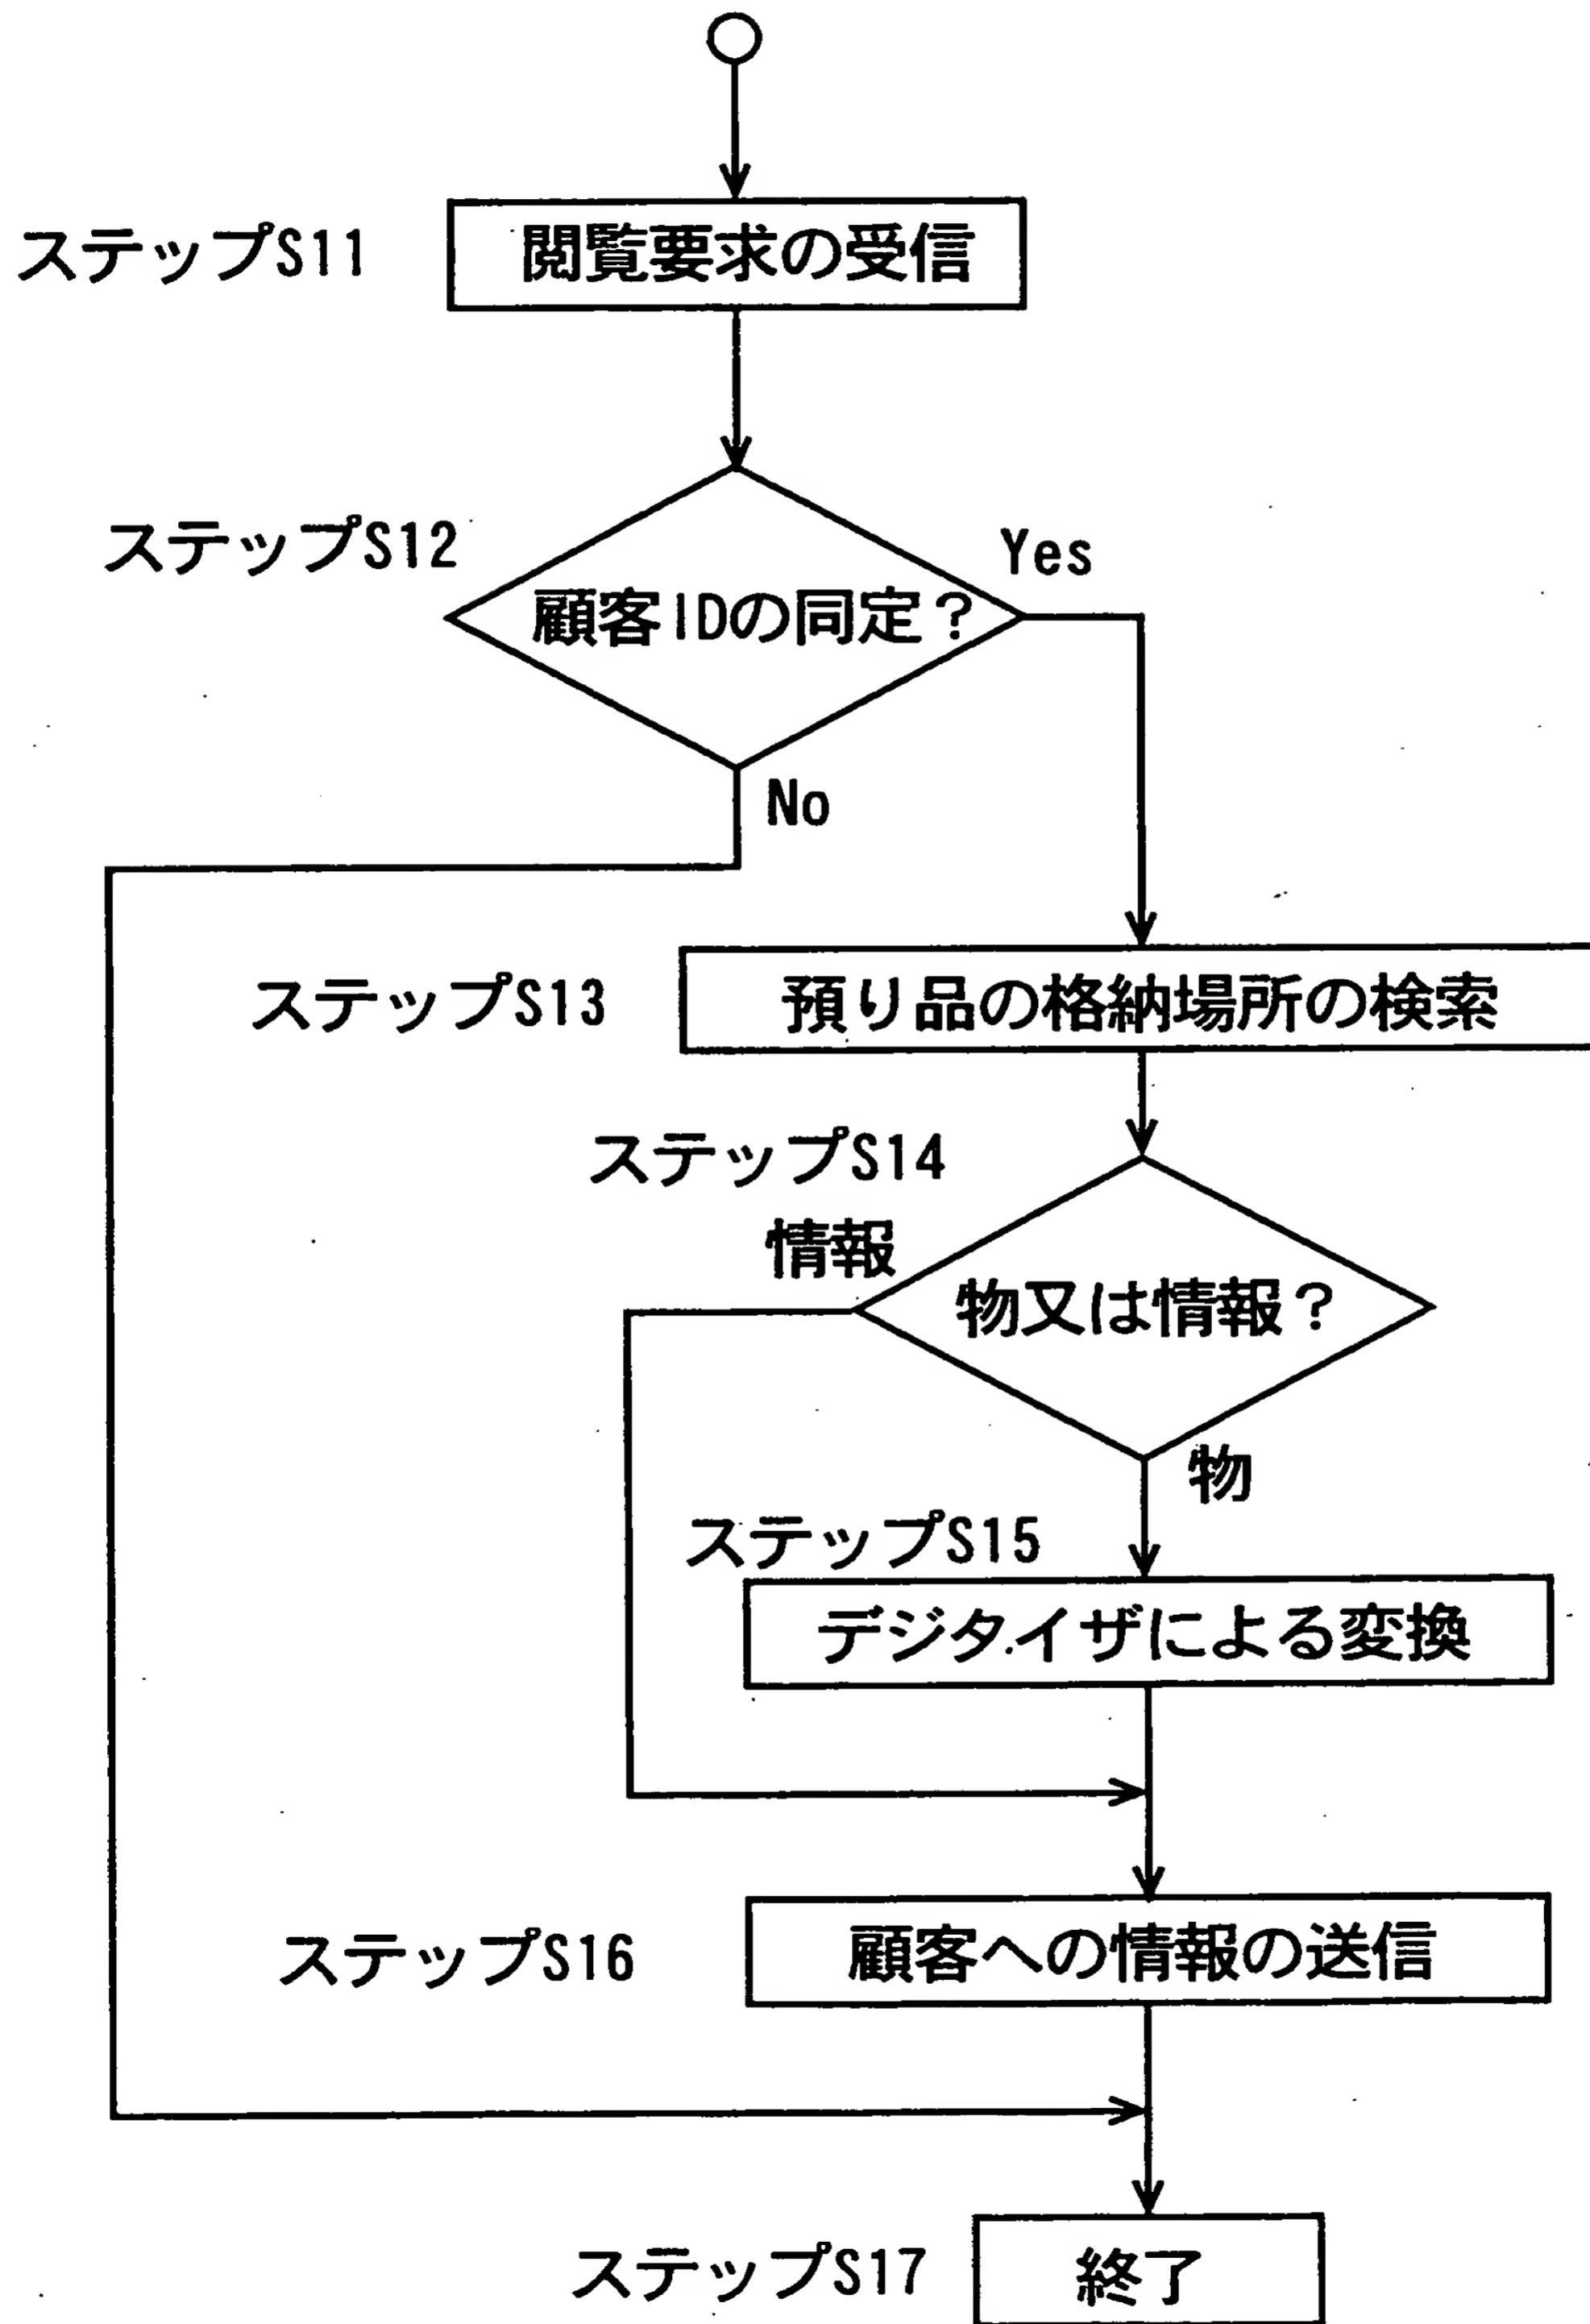 ステップS11
閲覧要求の受信
ステップS12
顧客IDの同定？
Yes
No
ステップS13
預り品の格納場所の検索
ステップS14
情報
物又は情報？
物
ステップS15
デジタイザによる変換
ステップS16
顧客への情報の送信
ステップS17
終了